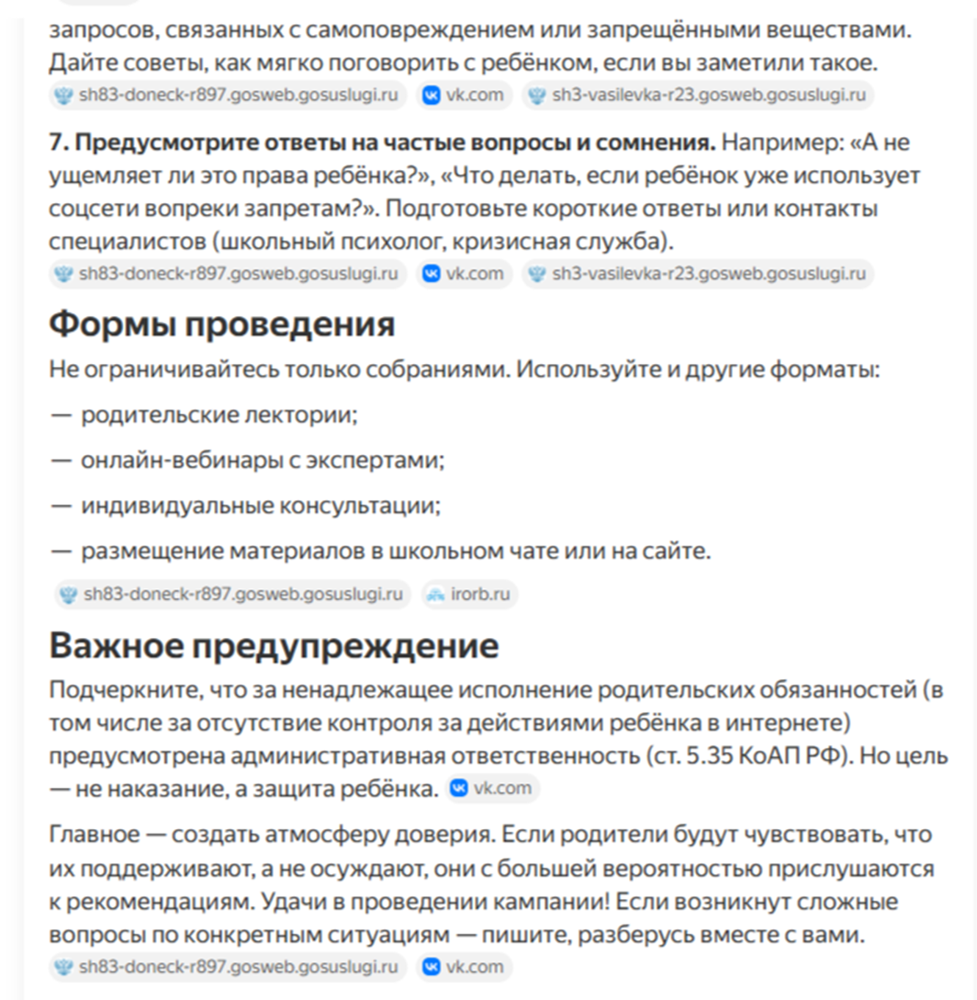 запросов, связанных с самоповреждением или запрещёнными веществами.
Дайте советы, как мягко поговорить с ребёнком, если вы заметили такое.
sh83-doneck-r897.gosweb.gosuslugi.ru vk.com sh3-vasilevka-r23.gosweb.gosuslugi.ru
7. Предусмотрите ответы на частые вопросы и сомнения. Например: «А не
ущемляет ли это права ребёнка?», «Что делать, если ребёнок уже использует
соцсети вопреки запретам?». Подготовьте короткие ответы или контакты
специалистов (школьный психолог, кризисная служба).
sh83-doneck-r897.gosweb.gosuslugi.ru vk.com sh3-vasilevka-r23.gosweb.gosuslugi.ru
Формы проведения
Не ограничивайтесь только собраниями. Используйте и другие форматы:
— родительские лектории;
— онлайн-вебинары с экспертами;
— индивидуальные консультации;
— размещение материалов в школьном чате или на сайте.
sh83-doneck-r897.gosweb.gosuslugi.ru irorb.ru
Важное предупреждение
Подчеркните, что за ненадлежащее исполнение родительских обязанностей (в
том числе за отсутствие контроля за действиями ребёнка в интернете)
предусмотрена административная ответственность (ст. 5.35 КоАП РФ). Но цель
— не наказание, а защита ребёнка. vk.com
Главное — создать атмосферу доверия. Если родители будут чувствовать, что
их поддерживают, а не осуждают, они с большей вероятностью прислушаются
к рекомендациям. Удачи в проведении кампании! Если возникнут сложные
вопросы по конкретным ситуациям — пишите, разберусь вместе с вами.
sh83-doneck-r897.gosweb.gosuslugi.ru vk.com